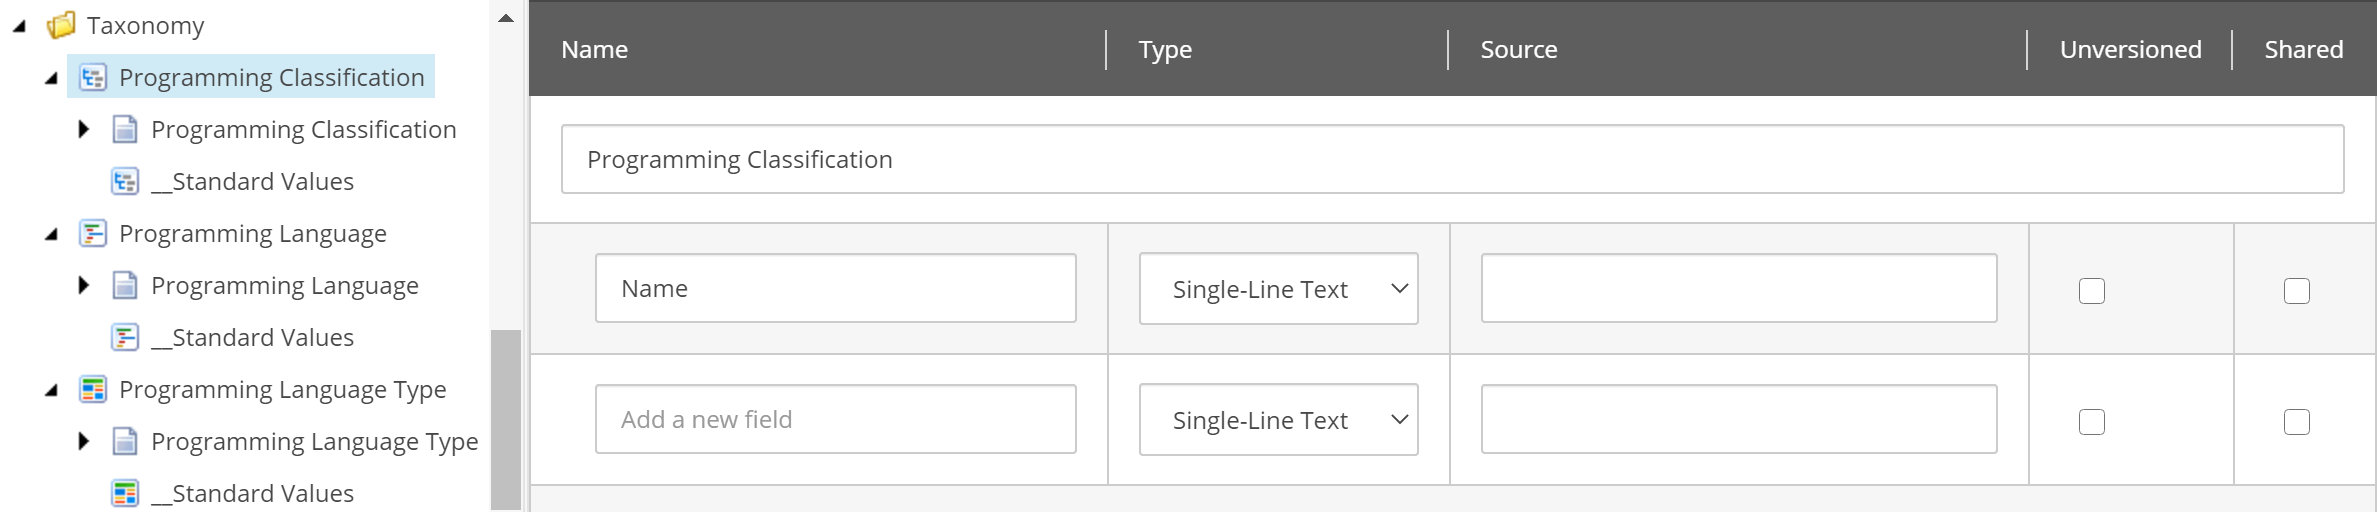 Taxonomy
Programming Classification
Programming Classification
__Standard Values
Programming Language
Programming Language
__Standard Values
Programming Language Type
Programming Language Type
__Standard Values
Name Type Source Unversioned Shared
Programming Classification
Name Single-Line Text
Add a new field Single-Line Text